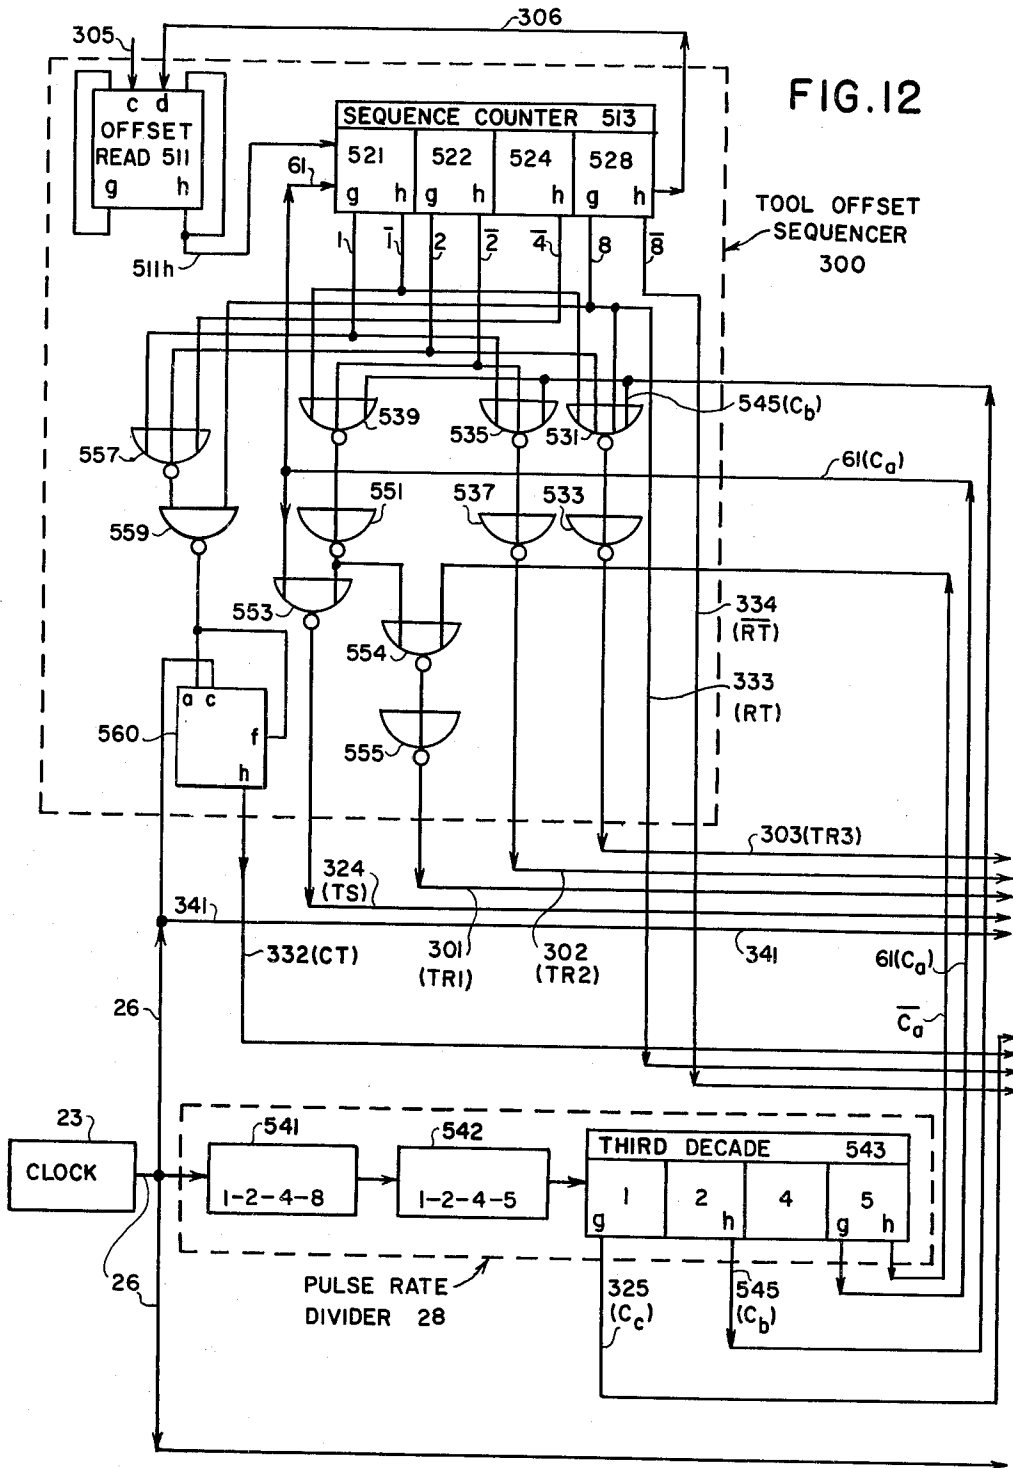 306
305
FIG.12
c d
OFFSET
READ 511
g h
SEQUENCE COUNTER 513
521 522 524 528
g h g h h g h
61
TOOL OFFSET
SEQUENCER
300
511h
1 1̅ 2 2̅ 4̅ 8 8̅
539 535 531 545(Cb)
557
61(Ca)
551 537 533
559
553
554
334
(R̅T̅)
333
(RT)
a c
560
f
h
555
303(TR3)
324
(TS)
341
332(CT)
301
(TR1)
302
(TR2)
341
61(Ca)
26
C̅a
23
CLOCK
541
1-2-4-8
542
1-2-4-5
THIRD DECADE 543
1 2 4 5
g h g h
26
PULSE RATE
DIVIDER 28
325
(Cc)
545
(Cb)